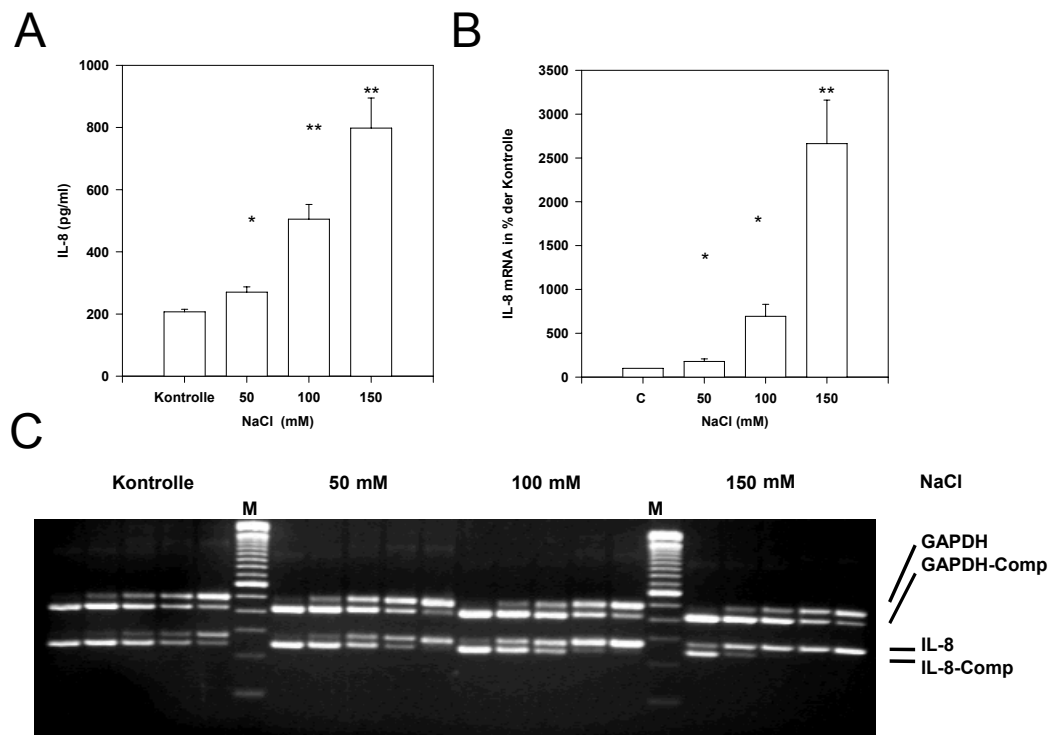 A
1000
800
600
400
200
0
IL-8 (pg/ml)
*
**
**
Kontrolle 50 100 150
NaCl (mM)
B
3500
3000
2500
2000
1500
1000
500
0
IL-8 mRNA in % der Kontrolle
*
*
**
C 50 100 150
NaCl (mM)
C
Kontrolle 50 mM 100 mM 150 mM NaCl
M M
GAPDH
GAPDH-Comp
IL-8
IL-8-Comp